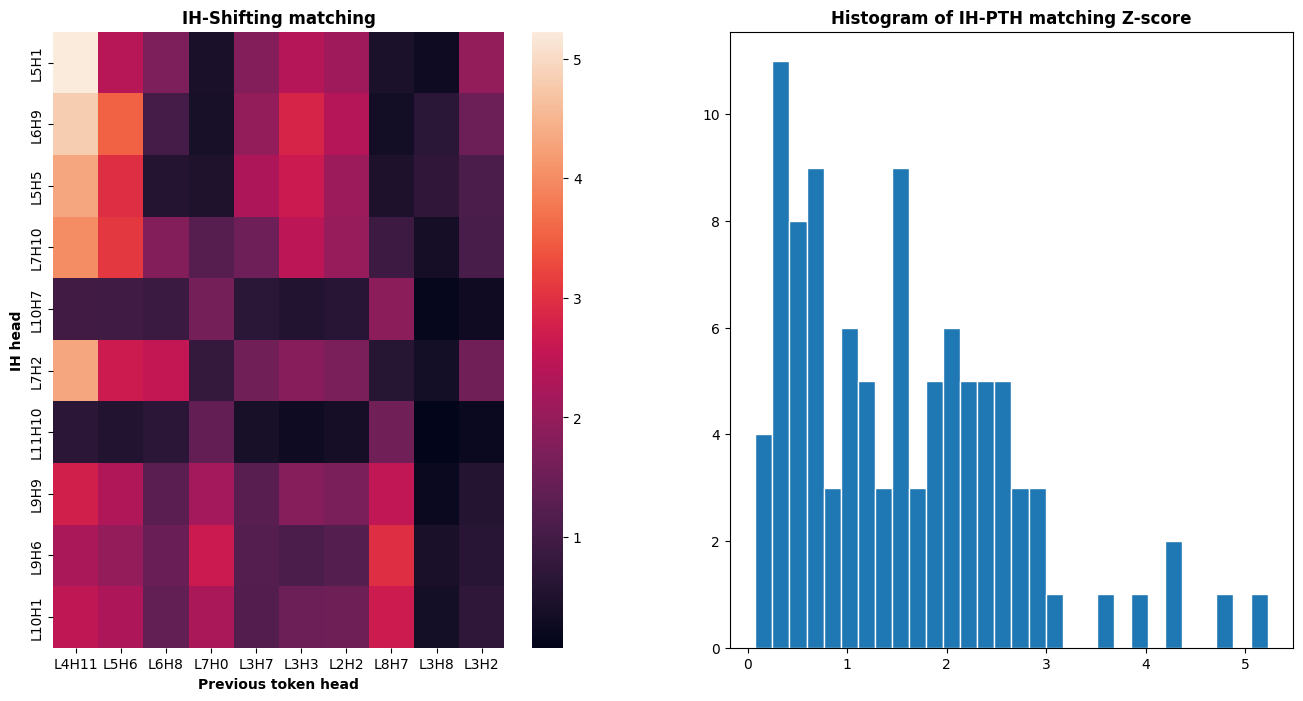 IH-Shifting matching
IH head
L5H1
L6H9
L5H5
L7H10
L10H7
L7H2
L11H10
L9H9
L9H6
L10H1
L4H11 L5H6 L6H8 L7H0 L3H7 L3H3 L2H2 L8H7 L3H8 L3H2
Previous token head
5
4
3
2
1
Histogram of IH-PTH matching Z-score
10
8
6
4
2
0
0 1 2 3 4 5